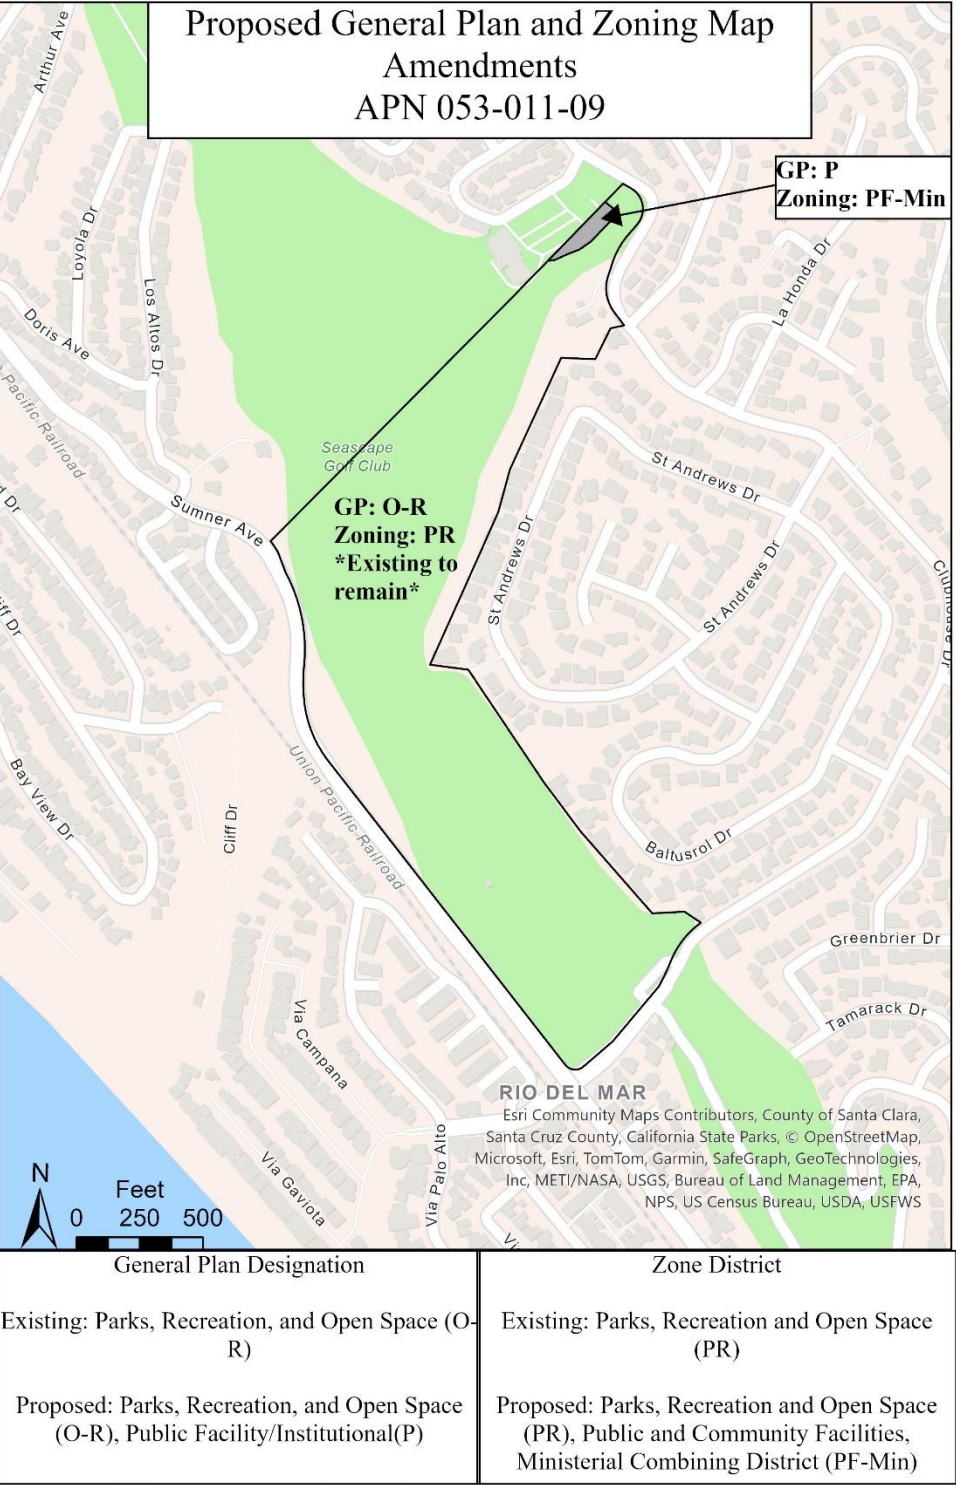 Proposed General Plan and Zoning Map
Amendments
APN 053-011-09
GP: P
Zoning: PF-Min
Arthur Ave
Loyola Dr
Los Altos Dr
Doris Ave
Pacific Railroad
La Honda Dr
Seascape
Golf Club
GP: O-R
Zoning: PR
*Existing to
remain*
Sumner Ave
St Andrews Dr
St Andrews Dr
St Andrews Dr
Clubhouse Dr
Union Pacific Railroad
Bay View Dr
Cliff Dr
Baltusrol Dr
Greenbrier Dr
Tamarack Dr
Via Campana
Via Gaviota
Via Palo Alto
RIO DEL MAR
Esri Community Maps Contributors, County of Santa Clara,
Santa Cruz County, California State Parks, © OpenStreetMap,
Microsoft, Esri, TomTom, Garmin, SafeGraph, GeoTechnologies,
Inc, METI/NASA, USGS, Bureau of Land Management, EPA,
NPS, US Census Bureau, USDA, USFWS
N
Feet
0 250 500
General Plan Designation
Existing: Parks, Recreation, and Open Space (O-
R)
Proposed: Parks, Recreation, and Open Space
(O-R), Public Facility/Institutional(P)
Zone District
Existing: Parks, Recreation and Open Space
(PR)
Proposed: Parks, Recreation and Open Space
(PR), Public and Community Facilities,
Ministerial Combining District (PF-Min)